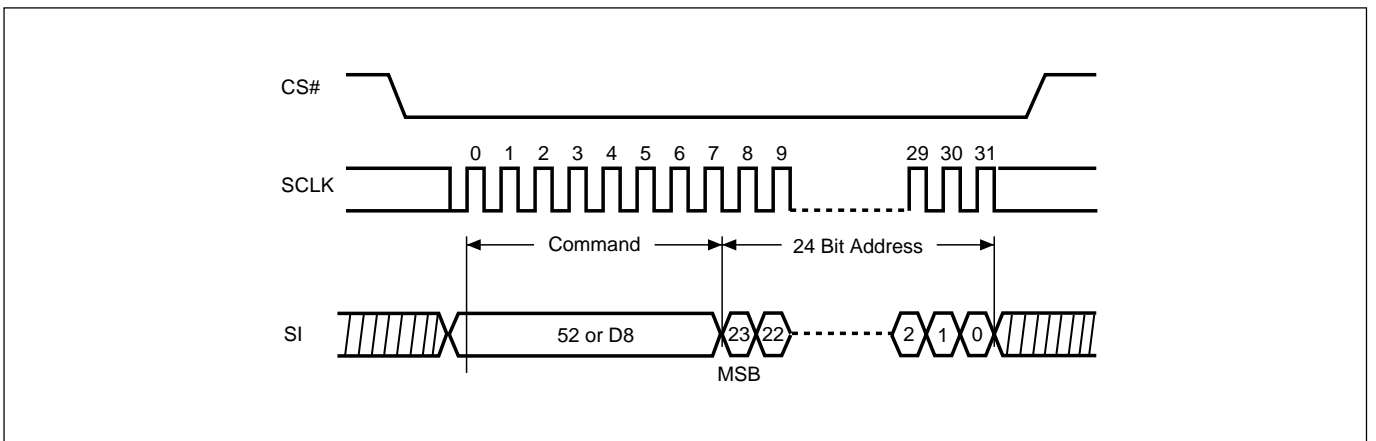 CS#
0 1 2 3 4 5 6 7 8 9 29 30 31
SCLK
Command 24 Bit Address
SI 52 or D8 23 22 2 1 0
MSB